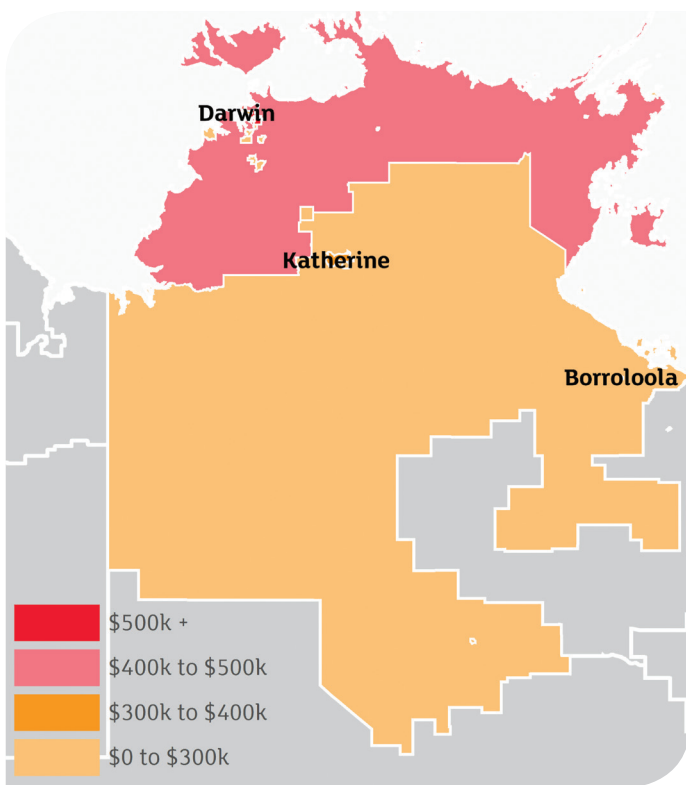 Darwin
Katherine
Borroloola
$500k +
$400k to $500k
$300k to $400k
$0 to $300k